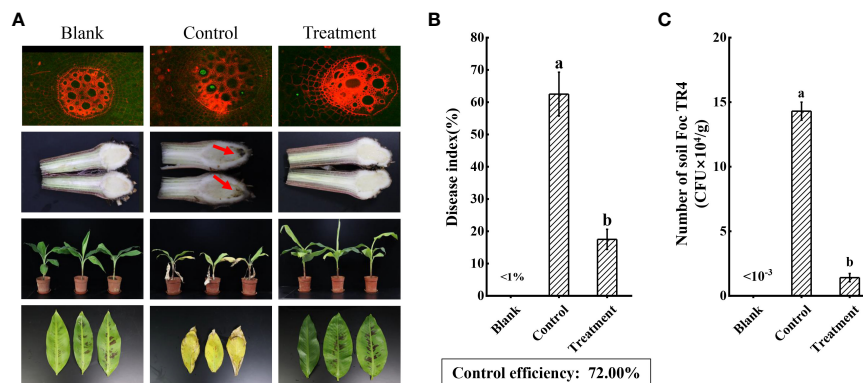 A
Blank
Control
Treatment
B
Disease index(%)
80
70
60
50
40
30
20
10
0
<1%
a
b
Blank
Control
Treatment
Control efficiency: 72.00%
C
Number of soil Foc TR4
(CFU×10⁴/g)
20
15
10
5
0
<10⁻³
a
b
Blank
Control
Treatment